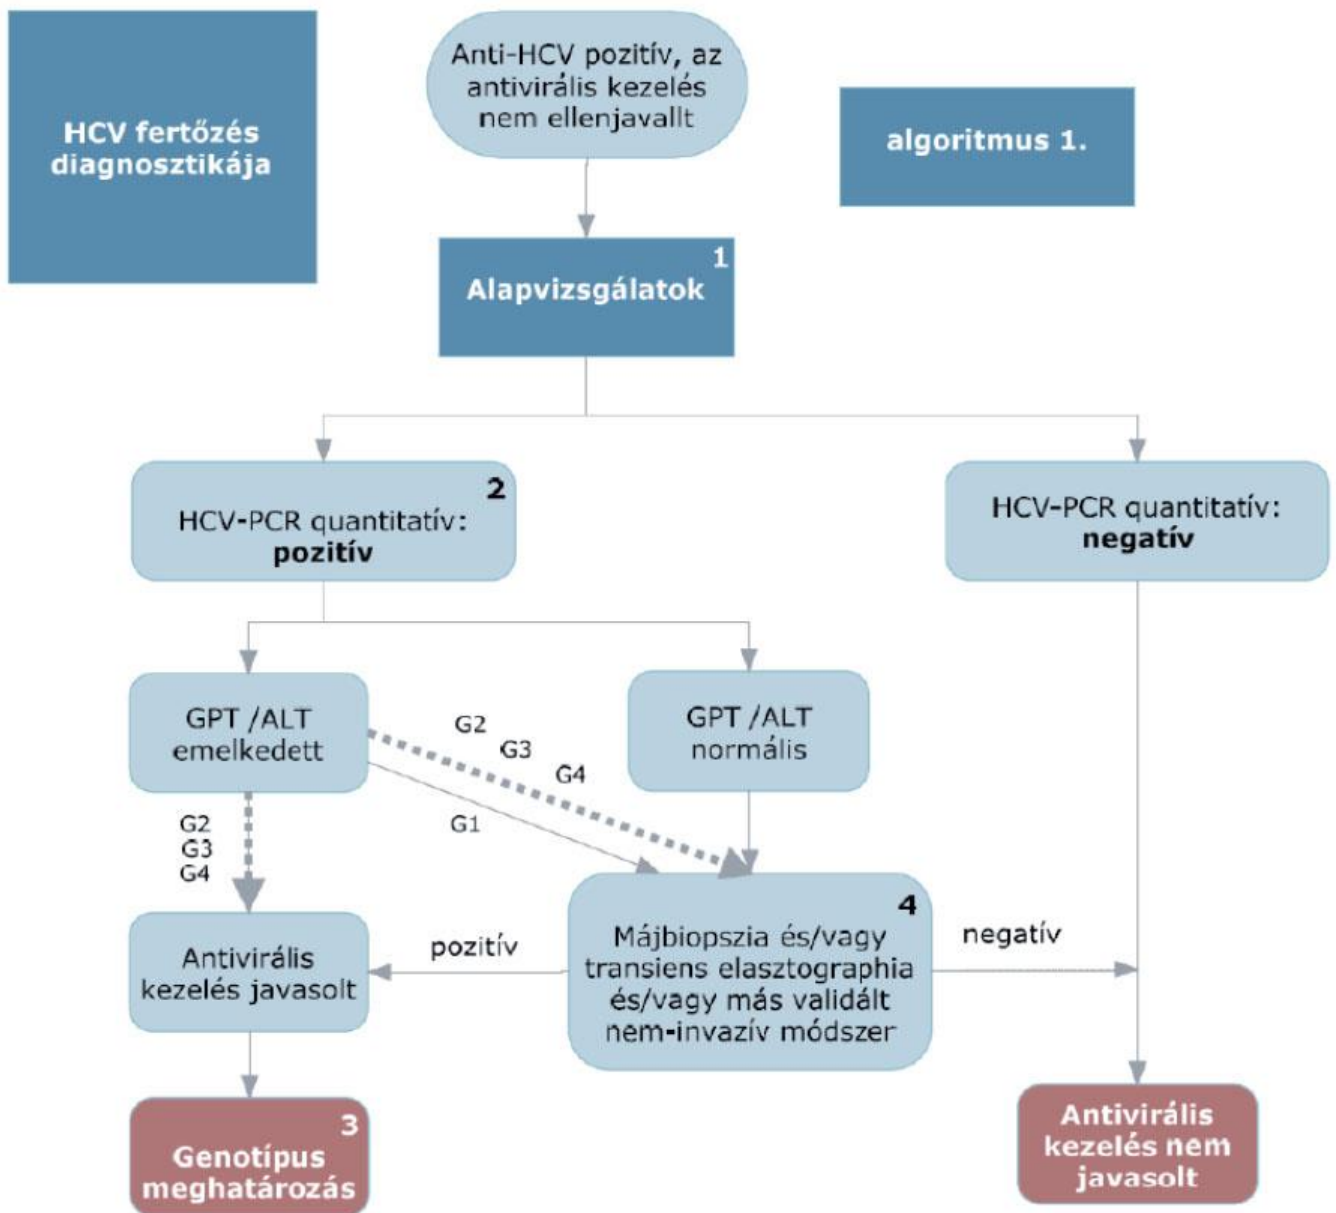 HCV fertőzés
diagnosztikája
Anti-HCV pozitív, az
antivirális kezelés
nem ellenjavallt
algoritmus 1.
1
Alapvizsgálatok
2
HCV-PCR quantitatív:
pozitív
HCV-PCR quantitatív:
negatív
GPT /ALT
emelkedett
G2
G3
G4
G1
GPT /ALT
normális
G2
G3
G4
Antivirális
kezelés javasolt
pozitív
4
Májbiopszia és/vagy
transiens elasztographia
és/vagy más validált
nem-invazív módszer
negatív
3
Genotípus
meghatározás
Antivirális
kezelés nem
javasolt